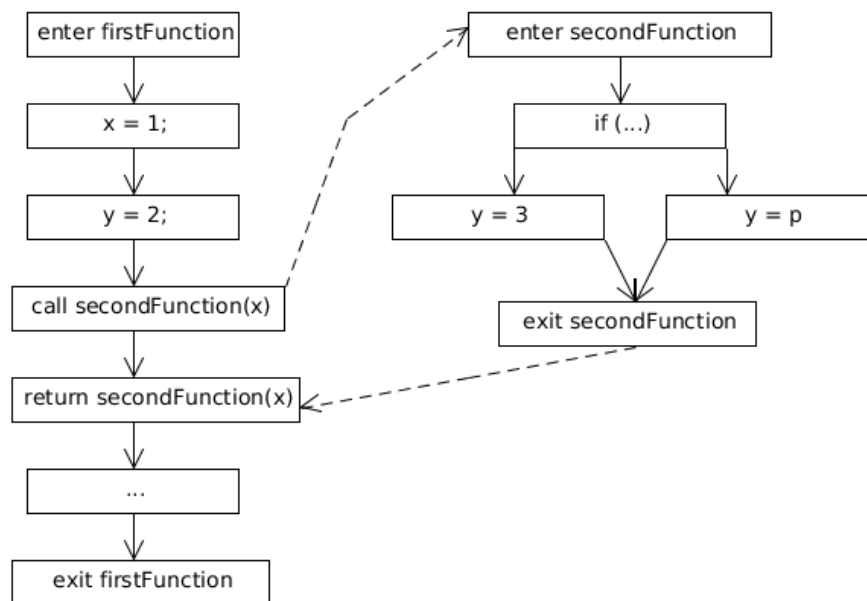 enter firstFunction
x = 1;
y = 2;
call secondFunction(x)
return secondFunction(x)
...
exit firstFunction
enter secondFunction
if (...)
y = 3
y = p
exit secondFunction